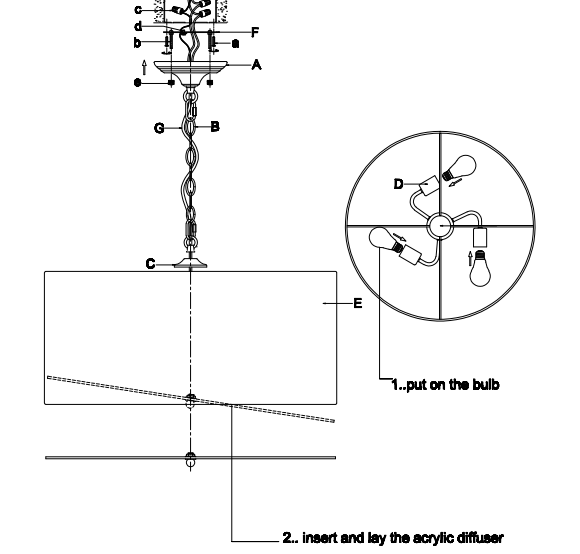 c
d
F
b
a
A
e
G
B
D
C
E
1..put on the bulb
2.. insert and lay the acrylic diffuser